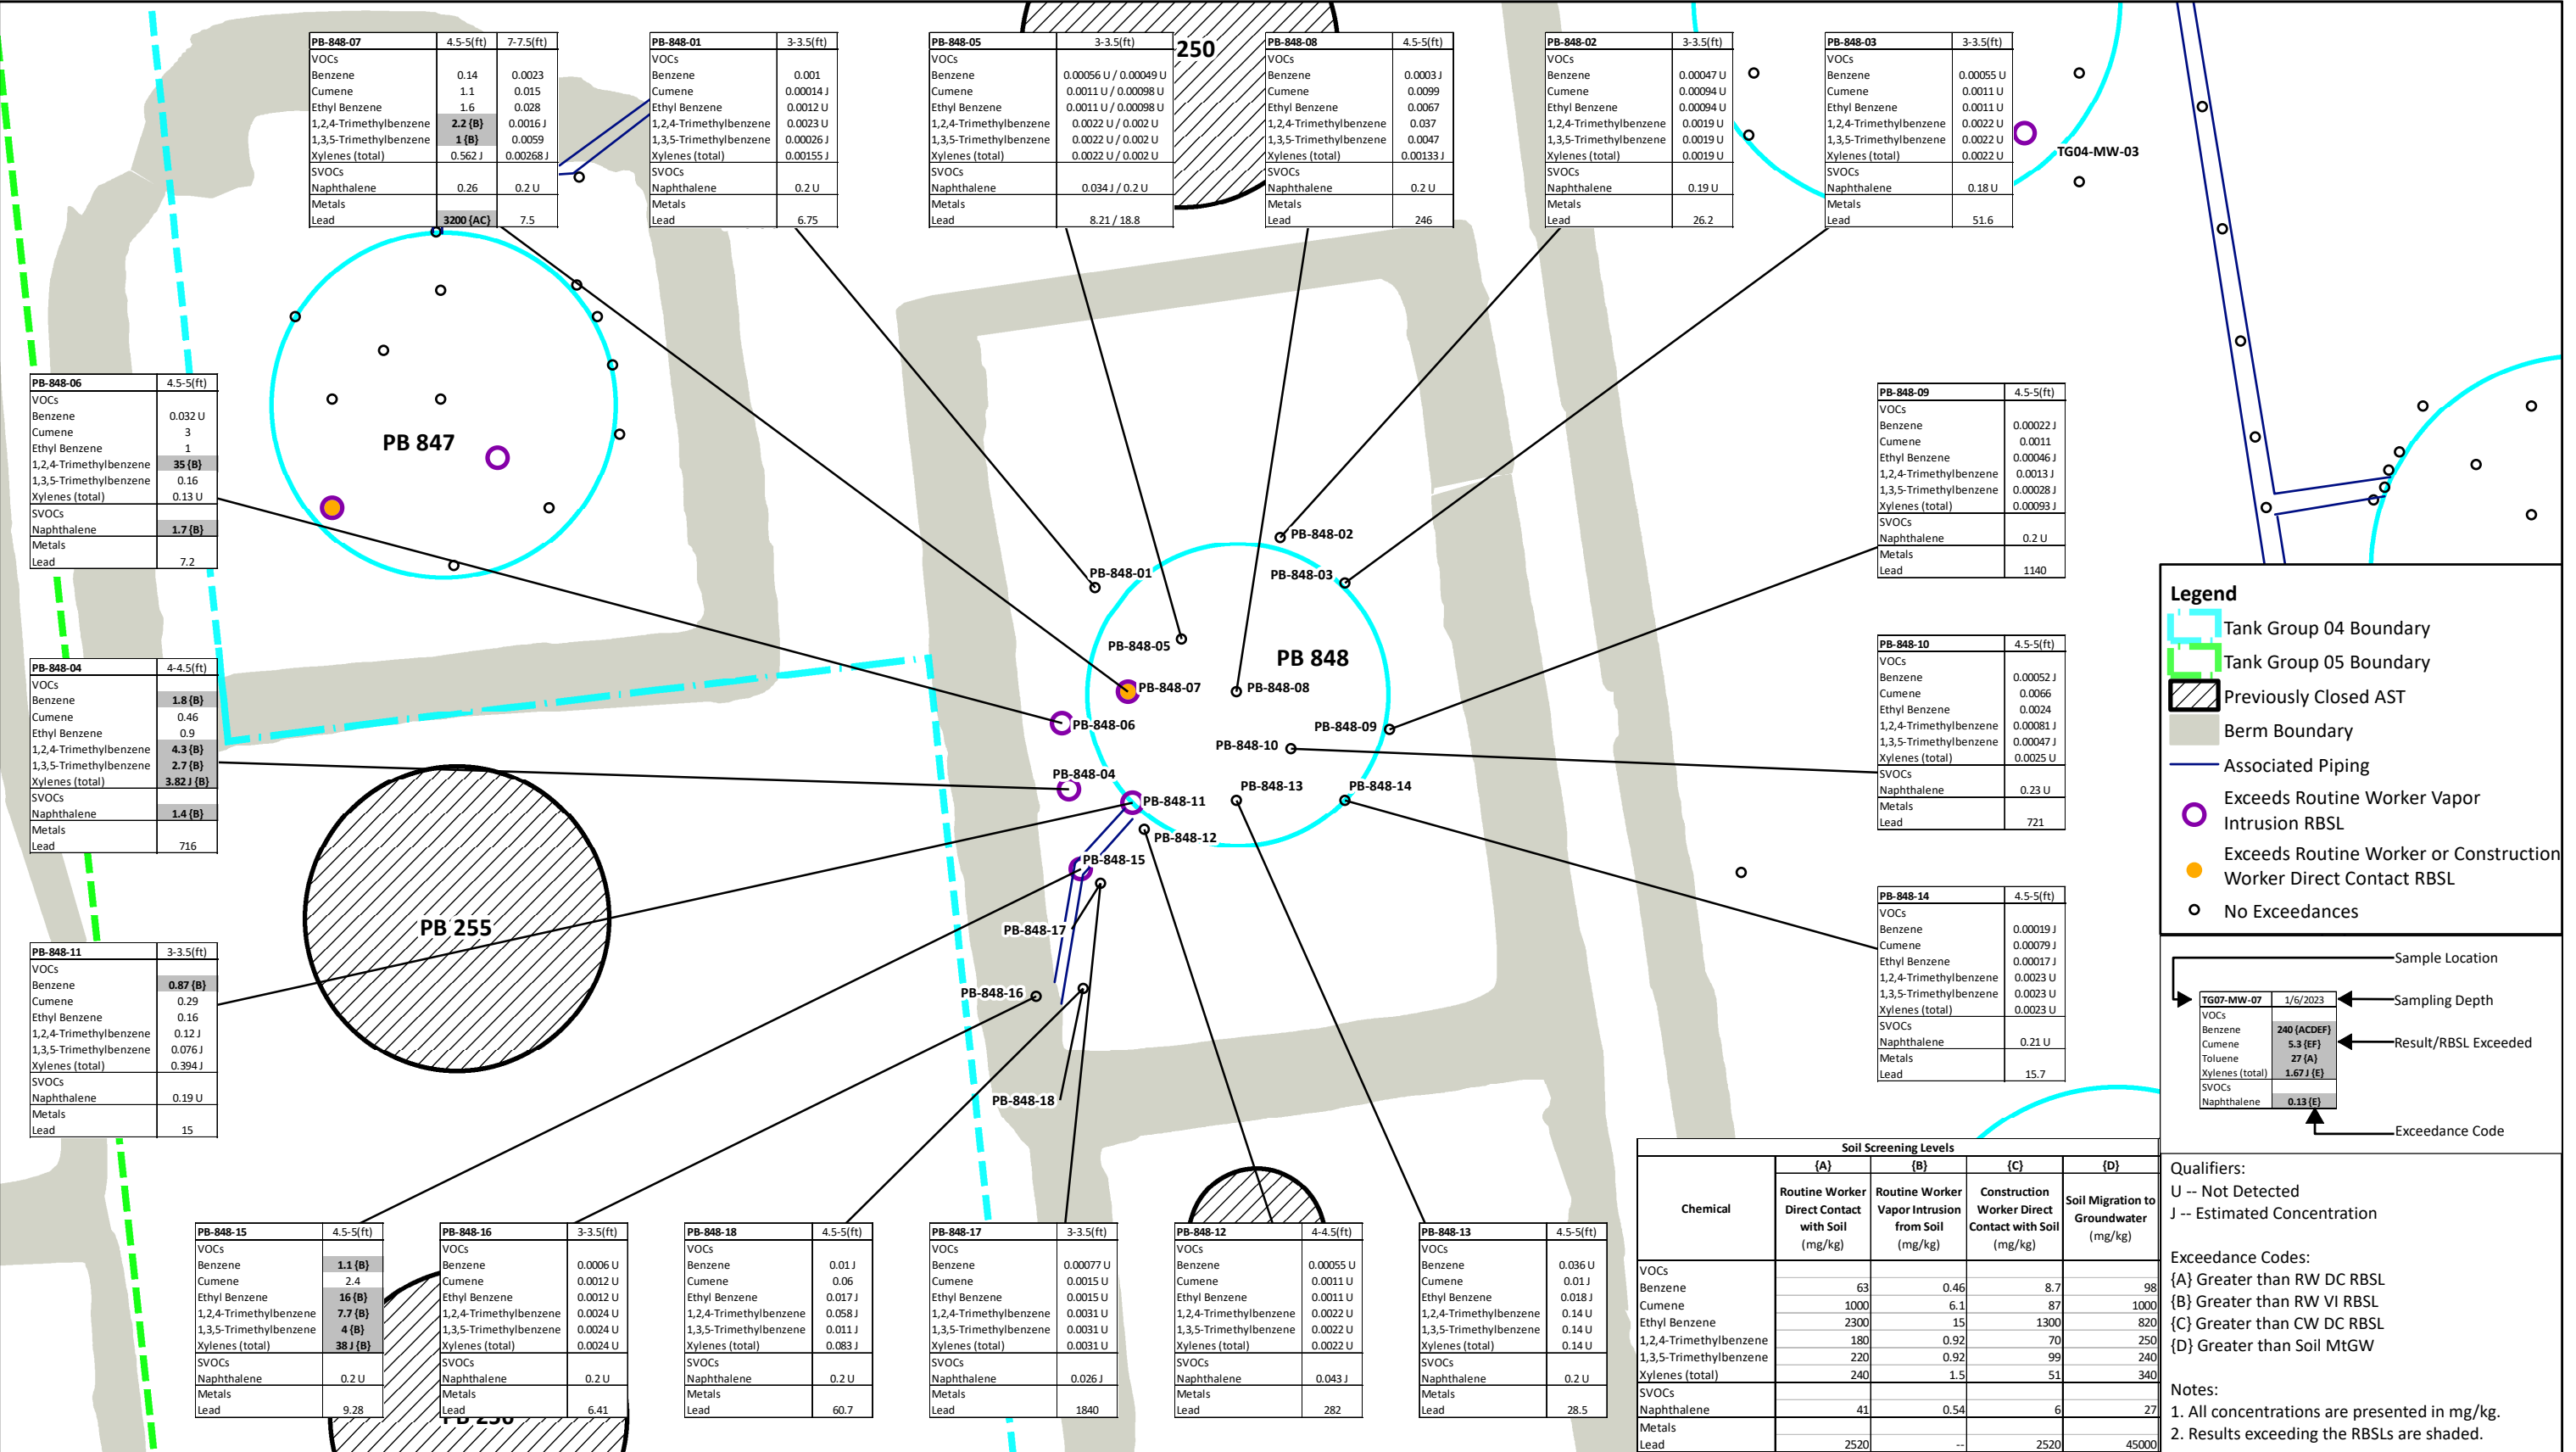 PB-848-07 4.5-5(ft) 7-7.5(ft)
VOCs
Benzene 0.14 0.0023
Cumene 1.1 0.015
Ethyl Benzene 1.6 0.028
1,2,4-Trimethylbenzene 2.2 {B} 0.0016 J
1,3,5-Trimethylbenzene 1 {B} 0.0059
Xylenes (total) 0.562 J 0.00268 J
SVOCs
Naphthalene 0.26 0.2 U
Metals
Lead 3200 {AC} 7.5
PB-848-01 3-3.5(ft)
VOCs
Benzene 0.001
Cumene 0.00014 J
Ethyl Benzene 0.0012 U
1,2,4-Trimethylbenzene 0.0023 U
1,3,5-Trimethylbenzene 0.00026 J
Xylenes (total) 0.00155 J
SVOCs
Naphthalene 0.2 U
Metals
Lead 6.75
PB-848-05 3-3.5(ft)
VOCs
Benzene 0.00056 U / 0.00049 U
Cumene 0.0011 U / 0.00098 U
Ethyl Benzene 0.0011 U / 0.00098 U
1,2,4-Trimethylbenzene 0.0022 U / 0.002 U
1,3,5-Trimethylbenzene 0.0022 U / 0.002 U
Xylenes (total) 0.0022 U / 0.002 U
SVOCs
Naphthalene 0.034 J / 0.2 U
Metals
Lead 8.21 / 18.8
250
PB-848-08 4.5-5(ft)
VOCs
Benzene 0.0003 J
Cumene 0.0099
Ethyl Benzene 0.0067
1,2,4-Trimethylbenzene 0.037
1,3,5-Trimethylbenzene 0.0047
Xylenes (total) 0.00133 J
SVOCs
Naphthalene 0.2 U
Metals
Lead 246
PB-848-02 3-3.5(ft)
VOCs
Benzene 0.00047 U
Cumene 0.00094 U
Ethyl Benzene 0.00094 U
1,2,4-Trimethylbenzene 0.0019 U
1,3,5-Trimethylbenzene 0.0019 U
Xylenes (total) 0.0019 U
SVOCs
Naphthalene 0.19 U
Metals
Lead 26.2
PB-848-03 3-3.5(ft)
VOCs
Benzene 0.00055 U
Cumene 0.0011 U
Ethyl Benzene 0.0011 U
1,2,4-Trimethylbenzene 0.0022 U
1,3,5-Trimethylbenzene 0.0022 U
Xylenes (total) 0.0022 U
SVOCs
Naphthalene 0.18 U
Metals
Lead 51.6
TG04-MW-03
PB-848-06 4.5-5(ft)
VOCs
Benzene 0.032 U
Cumene 3
Ethyl Benzene 1
1,2,4-Trimethylbenzene 35 {B}
1,3,5-Trimethylbenzene 0.16
Xylenes (total) 0.13 U
SVOCs
Naphthalene 1.7 {B}
Metals
Lead 7.2
PB 847
PB-848-09 4.5-5(ft)
VOCs
Benzene 0.00022 J
Cumene 0.0011
Ethyl Benzene 0.00046 J
1,2,4-Trimethylbenzene 0.0013 J
1,3,5-Trimethylbenzene 0.00028 J
Xylenes (total) 0.00093 J
SVOCs
Naphthalene 0.2 U
Metals
Lead 1140
PB-848-02
PB-848-01
PB-848-03
PB-848-05
PB 848
PB-848-07
PB-848-08
PB-848-06
PB-848-09
PB-848-10
PB-848-04
PB-848-13
PB-848-14
PB-848-11
PB-848-12
PB-848-15
PB-848-17
PB-848-16
PB-848-18
PB-848-04 4-4.5(ft)
VOCs
Benzene 1.8 {B}
Cumene 0.46
Ethyl Benzene 0.9
1,2,4-Trimethylbenzene 4.3 {B}
1,3,5-Trimethylbenzene 2.7 {B}
Xylenes (total) 3.82 J {B}
SVOCs
Naphthalene 1.4 {B}
Metals
Lead 716
PB 255
PB-848-10 4.5-5(ft)
VOCs
Benzene 0.00052 J
Cumene 0.0066
Ethyl Benzene 0.0024
1,2,4-Trimethylbenzene 0.00081 J
1,3,5-Trimethylbenzene 0.00047 J
Xylenes (total) 0.0025 U
SVOCs
Naphthalene 0.23 U
Metals
Lead 721
PB-848-14 4.5-5(ft)
VOCs
Benzene 0.00019 J
Cumene 0.00079 J
Ethyl Benzene 0.00017 J
1,2,4-Trimethylbenzene 0.0023 U
1,3,5-Trimethylbenzene 0.0023 U
Xylenes (total) 0.0023 U
SVOCs
Naphthalene 0.21 U
Metals
Lead 15.7
PB-848-11 3-3.5(ft)
VOCs
Benzene 0.87 {B}
Cumene 0.29
Ethyl Benzene 0.16
1,2,4-Trimethylbenzene 0.12 J
1,3,5-Trimethylbenzene 0.076 J
Xylenes (total) 0.394 J
SVOCs
Naphthalene 0.19 U
Metals
Lead 15
PB-848-15 4.5-5(ft)
VOCs
Benzene 1.1 {B}
Cumene 2.4
Ethyl Benzene 16 {B}
1,2,4-Trimethylbenzene 7.7 {B}
1,3,5-Trimethylbenzene 4 {B}
Xylenes (total) 38 J {B}
SVOCs
Naphthalene 0.2 U
Metals
Lead 9.28
PB-848-16 3-3.5(ft)
VOCs
Benzene 0.0006 U
Cumene 0.0012 U
Ethyl Benzene 0.0012 U
1,2,4-Trimethylbenzene 0.0024 U
1,3,5-Trimethylbenzene 0.0024 U
Xylenes (total) 0.0024 U
SVOCs
Naphthalene 0.2 U
Metals
Lead 6.41
PB-848-18 4.5-5(ft)
VOCs
Benzene 0.01 J
Cumene 0.06
Ethyl Benzene 0.017 J
1,2,4-Trimethylbenzene 0.058 J
1,3,5-Trimethylbenzene 0.011 J
Xylenes (total) 0.083 J
SVOCs
Naphthalene 0.2 U
Metals
Lead 60.7
PB-848-17 3-3.5(ft)
VOCs
Benzene 0.00077 U
Cumene 0.0015 U
Ethyl Benzene 0.0015 U
1,2,4-Trimethylbenzene 0.0031 U
1,3,5-Trimethylbenzene 0.0031 U
Xylenes (total) 0.0031 U
SVOCs
Naphthalene 0.026 J
Metals
Lead 1840
PB-848-12 4-4.5(ft)
VOCs
Benzene 0.00055 U
Cumene 0.0011 U
Ethyl Benzene 0.0011 U
1,2,4-Trimethylbenzene 0.0022 U
1,3,5-Trimethylbenzene 0.0022 U
Xylenes (total) 0.0022 U
SVOCs
Naphthalene 0.043 J
Metals
Lead 282
PB-848-13 4.5-5(ft)
VOCs
Benzene 0.036 U
Cumene 0.01 J
Ethyl Benzene 0.018 J
1,2,4-Trimethylbenzene 0.14 U
1,3,5-Trimethylbenzene 0.14 U
Xylenes (total) 0.14 U
SVOCs
Naphthalene 0.2 U
Metals
Lead 28.5
Soil Screening Levels
{A} {B} {C} {D}
Chemical
Routine Worker Direct Contact with Soil (mg/kg)
Routine Worker Vapor Intrusion from Soil (mg/kg)
Construction Worker Direct Contact with Soil (mg/kg)
Soil Migration to Groundwater (mg/kg)
VOCs
Benzene 63 0.46 8.7 98
Cumene 1000 6.1 87 1000
Ethyl Benzene 2300 15 1300 820
1,2,4-Trimethylbenzene 180 0.92 70 250
1,3,5-Trimethylbenzene 220 0.92 99 240
Xylenes (total) 240 1.5 51 340
SVOCs
Naphthalene 41 0.54 6 27
Metals
Lead 2520 -- 2520 45000
Legend
Tank Group 04 Boundary
Tank Group 05 Boundary
Previously Closed AST
Berm Boundary
Associated Piping
Exceeds Routine Worker Vapor
Intrusion RBSL
Exceeds Routine Worker or Construction
Worker Direct Contact RBSL
No Exceedances
Sample Location
Sampling Depth
Result/RBSL Exceeded
Exceedance Code
TG07-MW-07 1/6/2023
VOCs
Benzene 240 {ACDEF}
Cumene 5.3 {EF}
Toluene 27 {A}
Xylenes (total) 1.67 J {E}
SVOCs
Naphthalene 0.13 {E}
Qualifiers:
U -- Not Detected
J -- Estimated Concentration
Exceedance Codes:
{A} Greater than RW DC RBSL
{B} Greater than RW VI RBSL
{C} Greater than CW DC RBSL
{D} Greater than Soil MtGW
Notes:
1. All concentrations are presented in mg/kg.
2. Results exceeding the RBSLs are shaded.